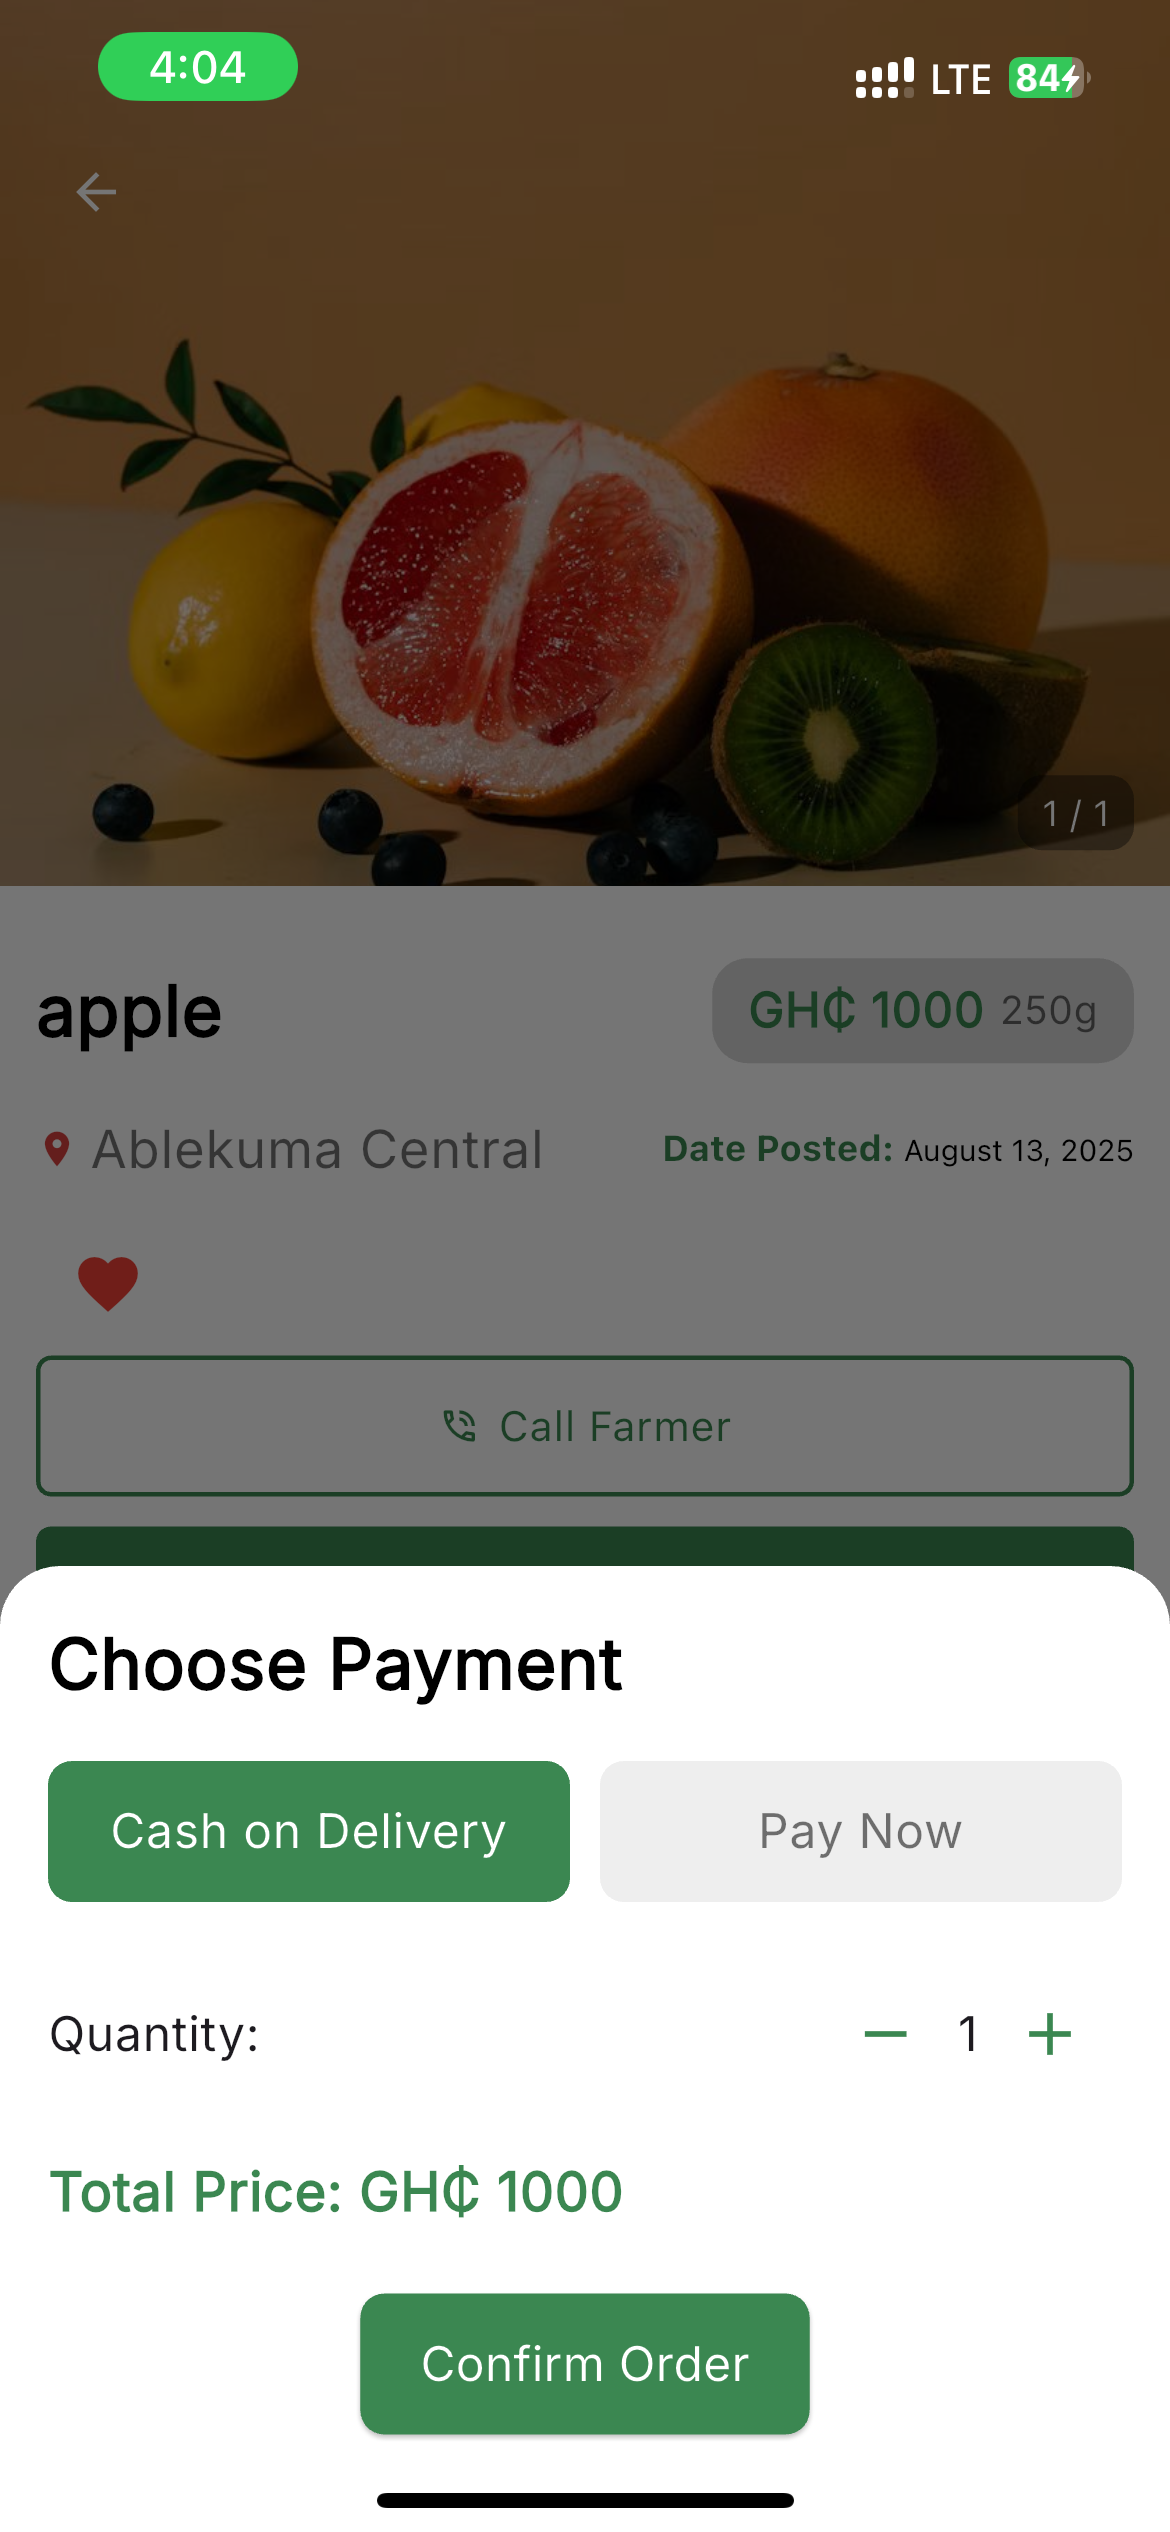 4:04
LTE 84
1 / 1
apple
GH₵ 1000 250g
Ablekuma Central
Date Posted: August 13, 2025
Call Farmer
Choose Payment
Cash on Delivery
Pay Now
Quantity:
1
Total Price: GH₵ 1000
Confirm Order